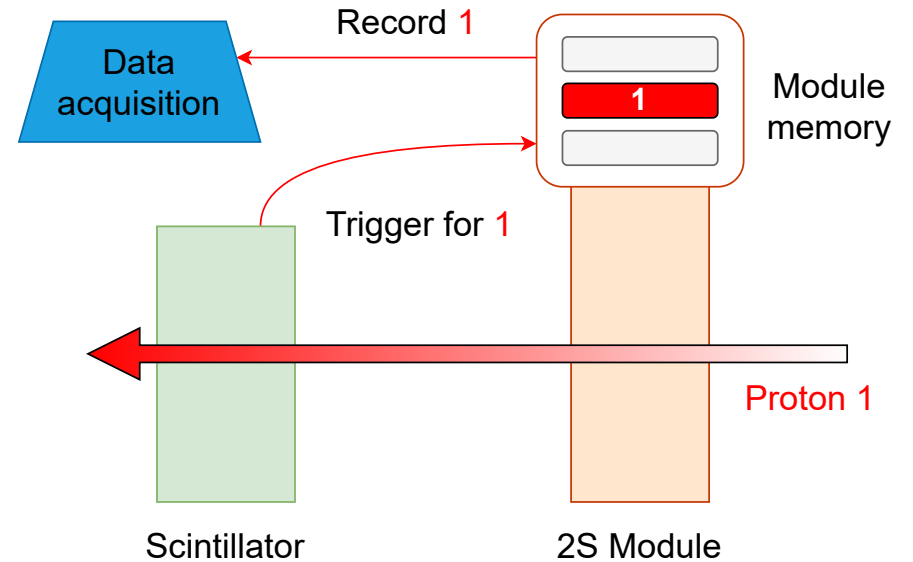 Record 1
Data
acquisition
1
Module
memory
Trigger for 1
Proton 1
Scintillator
2S Module